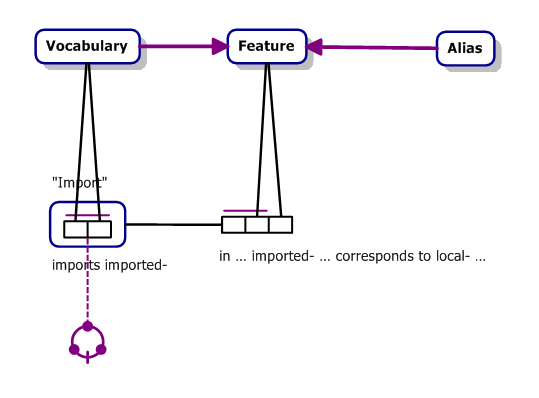 Vocabulary
Feature
Alias
"Import"
in ... imported- ... corresponds to local- ...
imports imported-